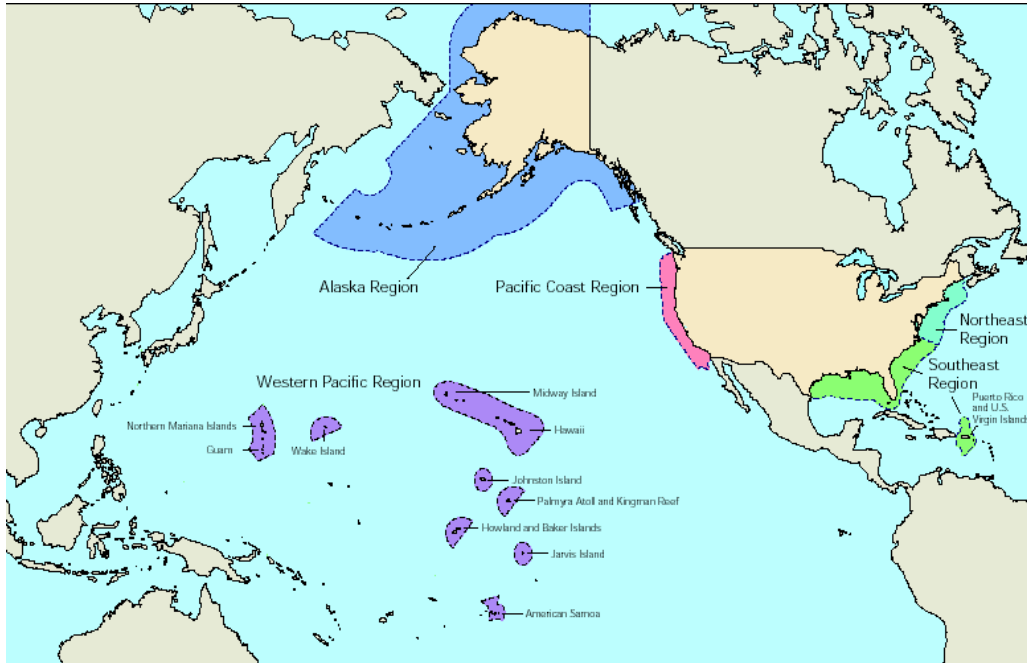 Alaska Region
Pacific Coast Region
Northeast
Region
Southeast
Region
Puerto Rico
and U.S.
Virgin Islands
Western Pacific Region
Midway Island
Northern Mariana Islands
Hawaii
Guam
Wake Island
Johnston Island
Palmyra Atoll and Kingman Reef
Howland and Baker Islands
Jarvis Island
American Samoa